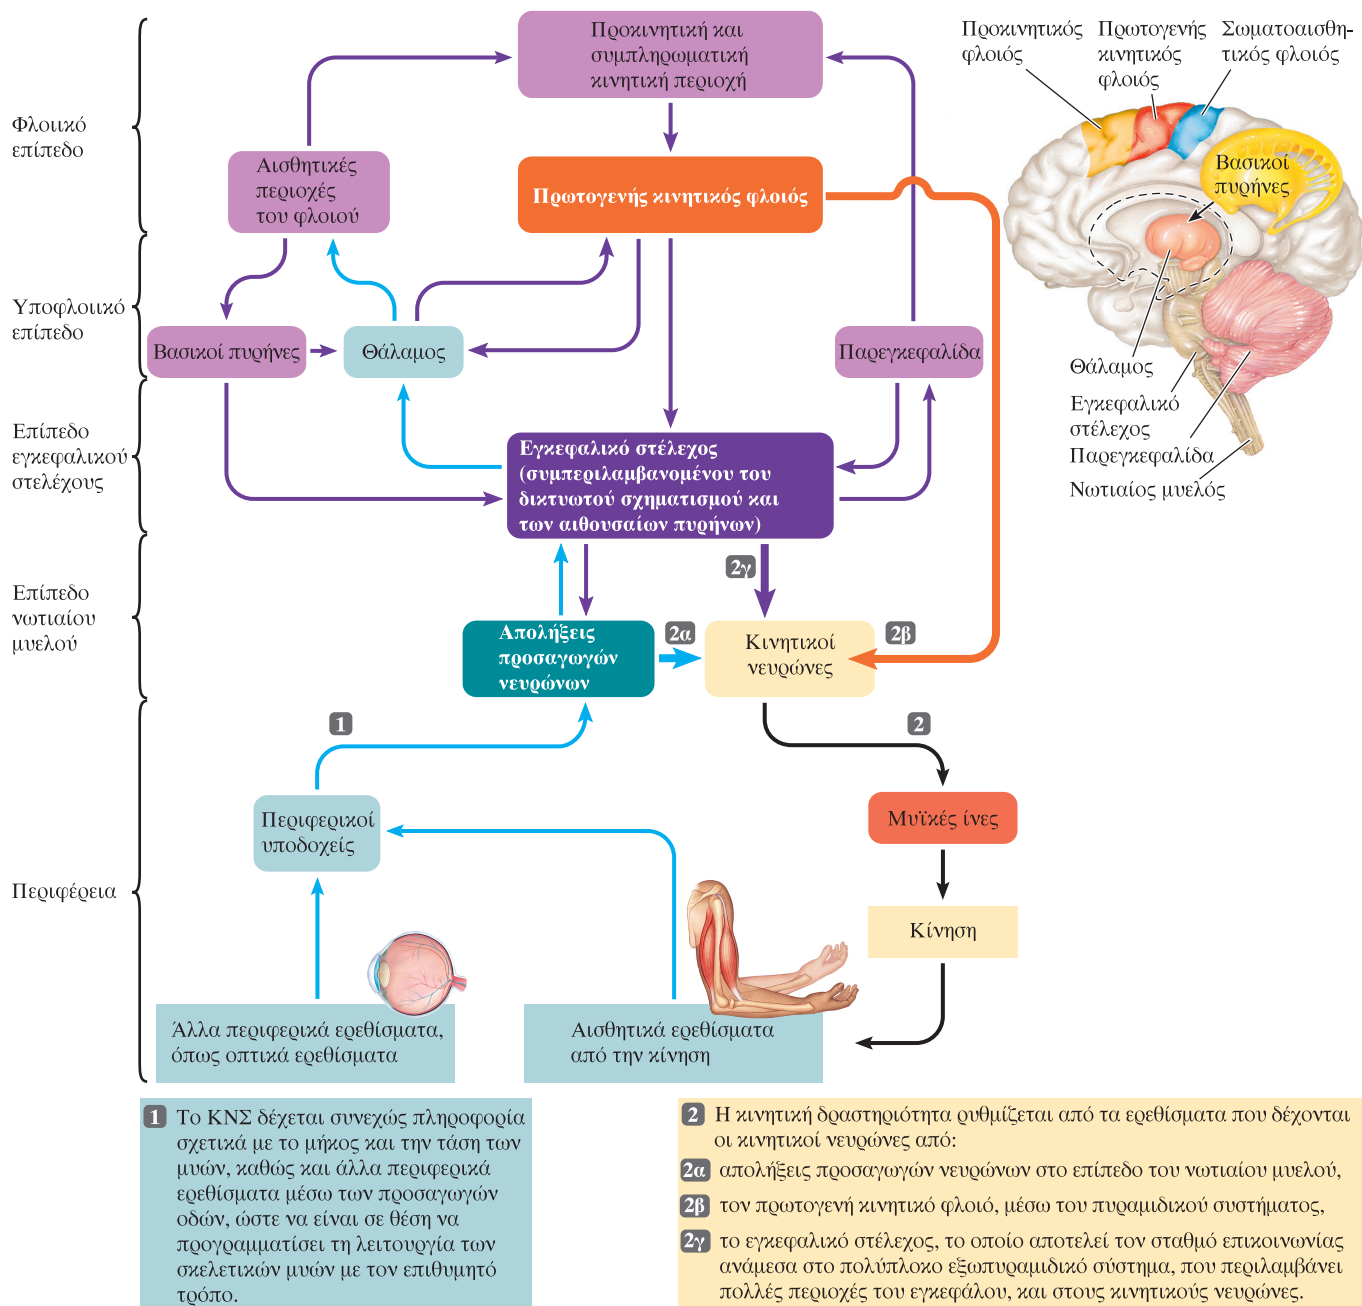 Προκινητική και
συμπληρωματική
κινητική περιοχή
Προκινητικός
φλοιός
Πρωτογενής
κινητικός
φλοιός
Σωματοαισθη-
τικός φλοιός
Φλοιικό
επίπεδο
Αισθητικές
περιοχές
του φλοιού
Πρωτογενής κινητικός φλοιός
Βασικοί
πυρήνες
Υποφλοιικό
επίπεδο
Βασικοί πυρήνες
Θάλαμος
Παρεγκεφαλίδα
Θάλαμος
Εγκεφαλικό
στέλεχος
Παρεγκεφαλίδα
Νωτιαίος μυελός
Επίπεδο
εγκεφαλικού
στελέχους
Εγκεφαλικό στέλεχος
(συμπεριλαμβανομένου του
δικτυωτού σχηματισμού και
των αιθουσαίων πυρήνων)
2γ
Επίπεδο
νωτιαίου
μυελού
Απολήξεις
προσαγωγών
νευρώνων
2α
Κινητικοί
νευρώνες
2β
1
2
Περιφερικοί
υποδοχείς
Μυϊκές ίνες
Περιφέρεια
Κίνηση
Άλλα περιφερικά ερεθίσματα,
όπως οπτικά ερεθίσματα
Αισθητικά ερεθίσματα
από την κίνηση
1 Το ΚΝΣ δέχεται συνεχώς πληροφορία
σχετικά με το μήκος και την τάση των
μυών, καθώς και άλλα περιφερικά
ερεθίσματα μέσω των προσαγωγών
οδών, ώστε να είναι σε θέση να
προγραμματίσει τη λειτουργία των
σκελετικών μυών με τον επιθυμητό
τρόπο.
2 Η κινητική δραστηριότητα ρυθμίζεται από τα ερεθίσματα που δέχονται
οι κινητικοί νευρώνες από:
2α απολήξεις προσαγωγών νευρώνων στο επίπεδο του νωτιαίου μυελού,
2β τον πρωτογενή κινητικό φλοιό, μέσω του πυραμιδικού συστήματος,
2γ το εγκεφαλικό στέλεχος, το οποίο αποτελεί τον σταθμό επικοινωνίας
ανάμεσα στο πολύπλοκο εξωπυραμιδικό σύστημα, που περιλαμβάνει
πολλές περιοχές του εγκεφάλου, και στους κινητικούς νευρώνες.